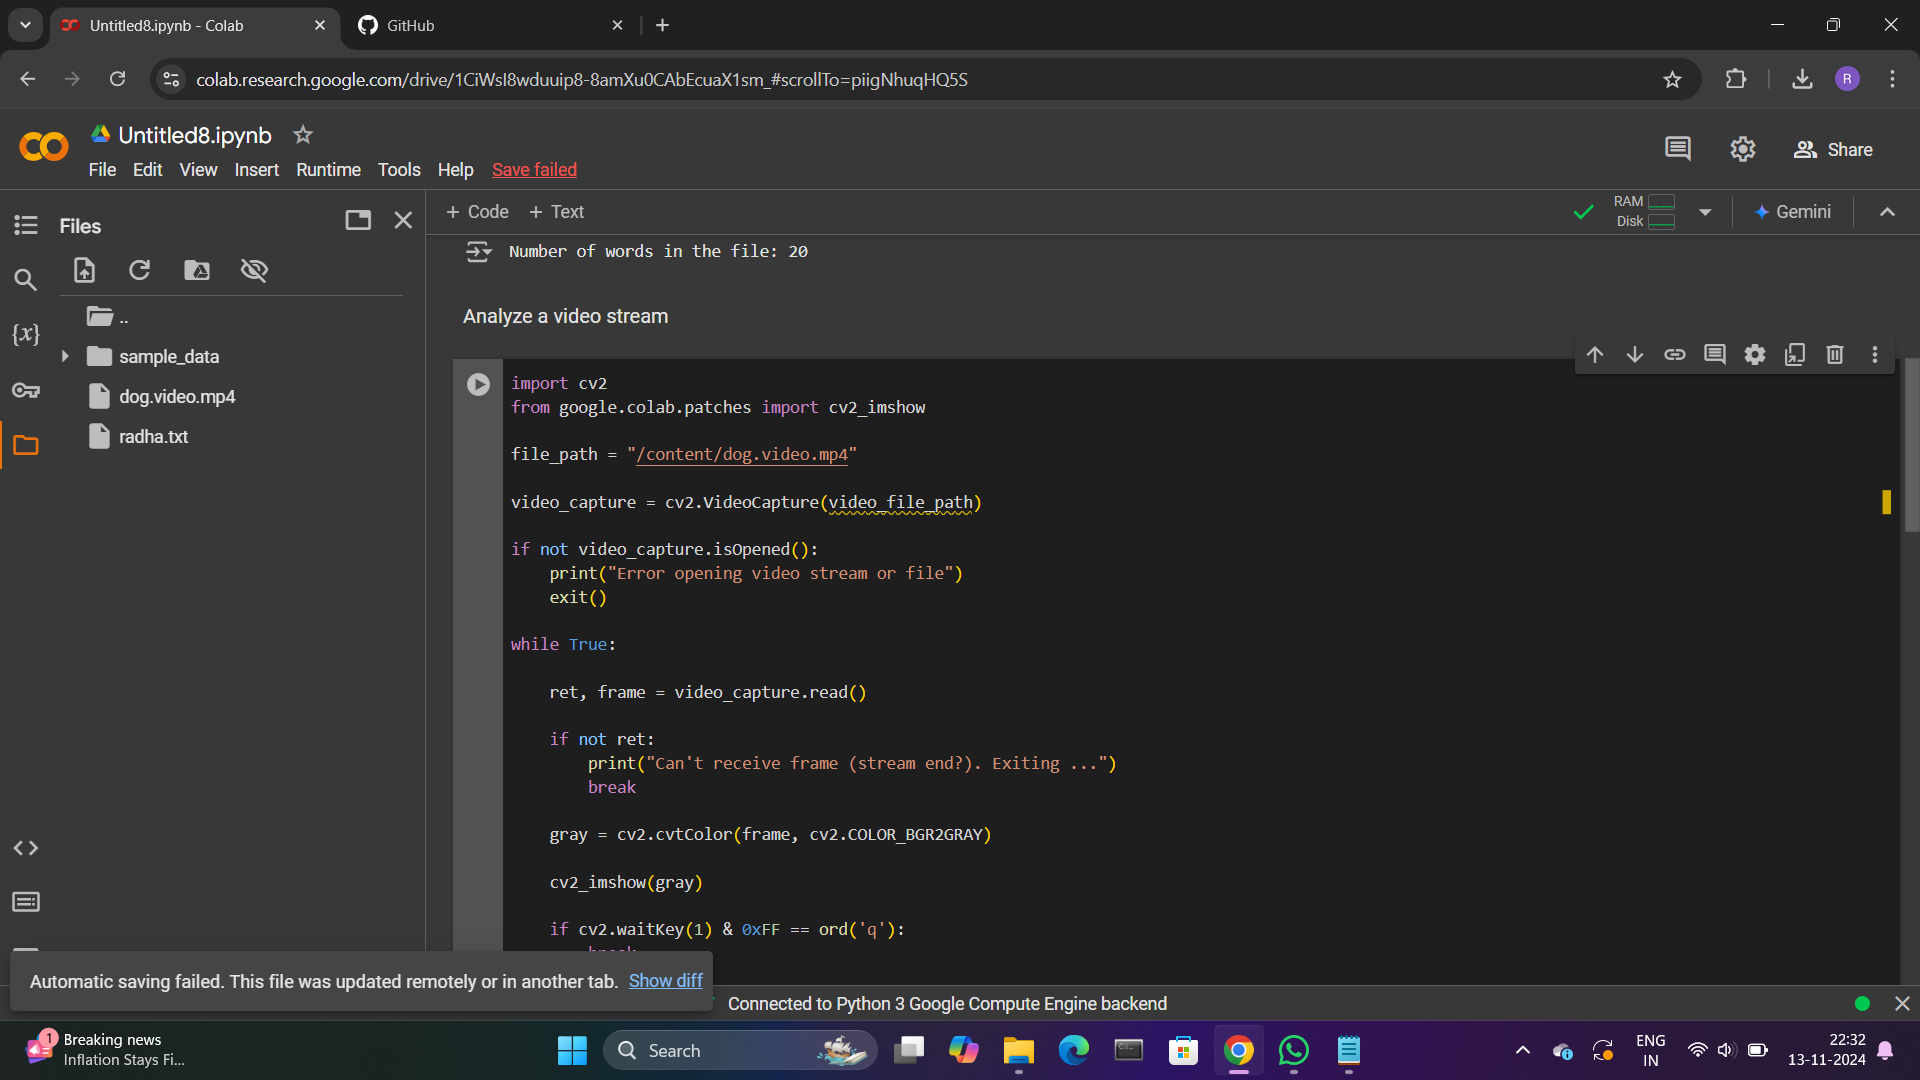 Untitled8.ipynb - Colab
GitHub
colab.research.google.com/drive/1CiWsI8wduuip8-8amXu0CAbEcuaX1sm_#scrollTo=piigNhuqHQ5S
R
Untitled8.ipynb
File Edit View Insert Runtime Tools Help Save failed
Share
Files
+ Code + Text
RAM
Disk
Gemini
Number of words in the file: 20
Analyze a video stream
{x}
..
sample_data
dog.video.mp4
radha.txt
import cv2
from google.colab.patches import cv2_imshow
file_path = "/content/dog.video.mp4"
video_capture = cv2.VideoCapture(video_file_path)
if not video_capture.isOpened():
print("Error opening video stream or file")
exit()
while True:
ret, frame = video_capture.read()
if not ret:
print("Can't receive frame (stream end?). Exiting ...")
break
gray = cv2.cvtColor(frame, cv2.COLOR_BGR2GRAY)
cv2_imshow(gray)
if cv2.waitKey(1) & 0xFF == ord('q'):
break
Automatic saving failed. This file was updated remotely or in another tab. Show diff
Connected to Python 3 Google Compute Engine backend
1
Breaking news
Inflation Stays Fi...
Search
ENG
IN
22:32
13-11-2024